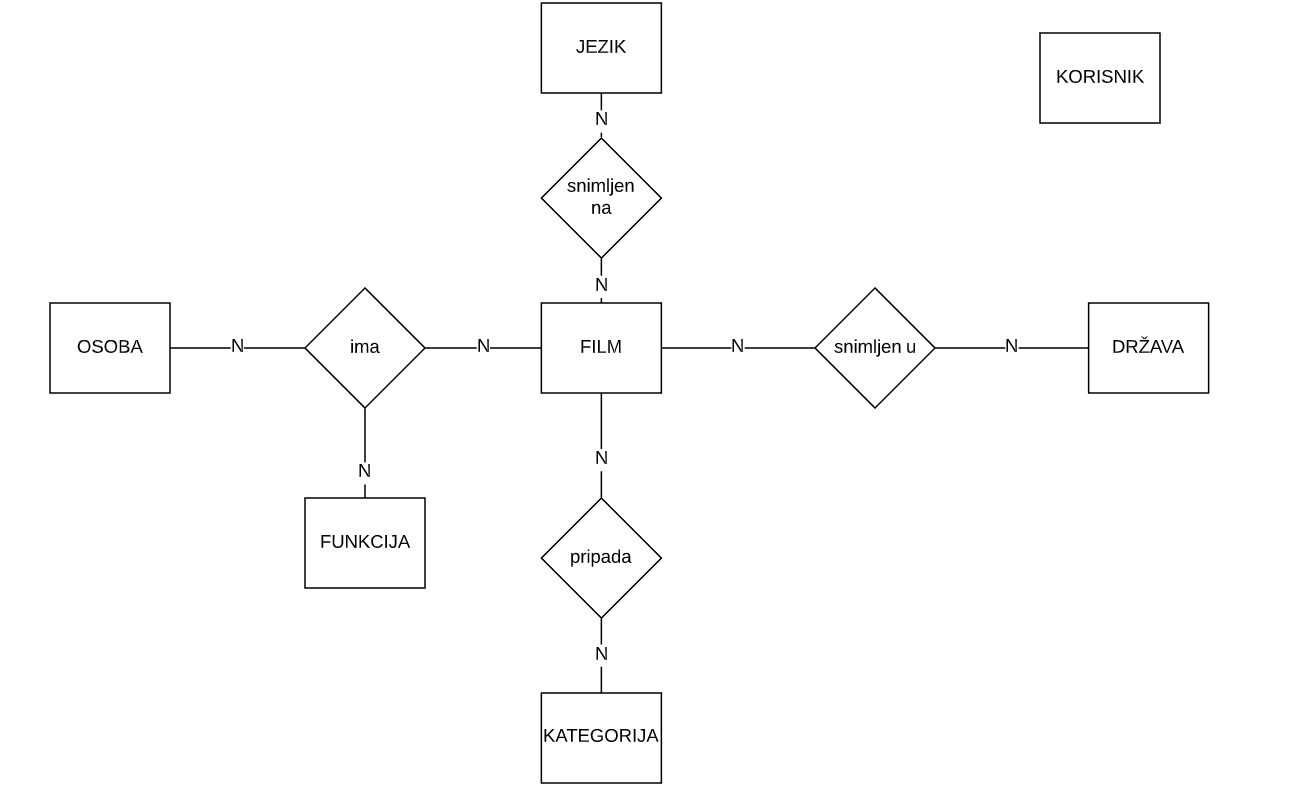 JEZIK
KORISNIK
N
snimljen
na
N
OSOBA
N
ima
N
FILM
N
snimljen u
N
DRŽAVA
N
N
FUNKCIJA
pripada
N
KATEGORIJA